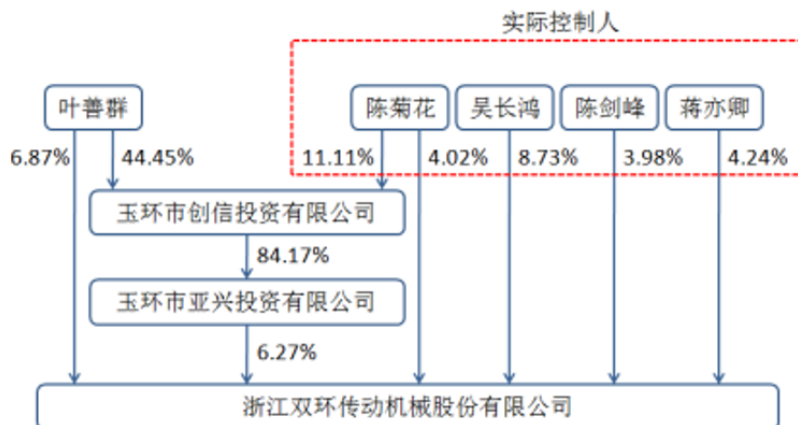 实际控制人
叶善群
陈菊花
吴长鸿
陈剑峰
蒋亦卿
6.87%
44.45%
11.11%
4.02%
8.73%
3.98%
4.24%
玉环市创信投资有限公司
84.17%
玉环市亚兴投资有限公司
6.27%
浙江双环传动机械股份有限公司